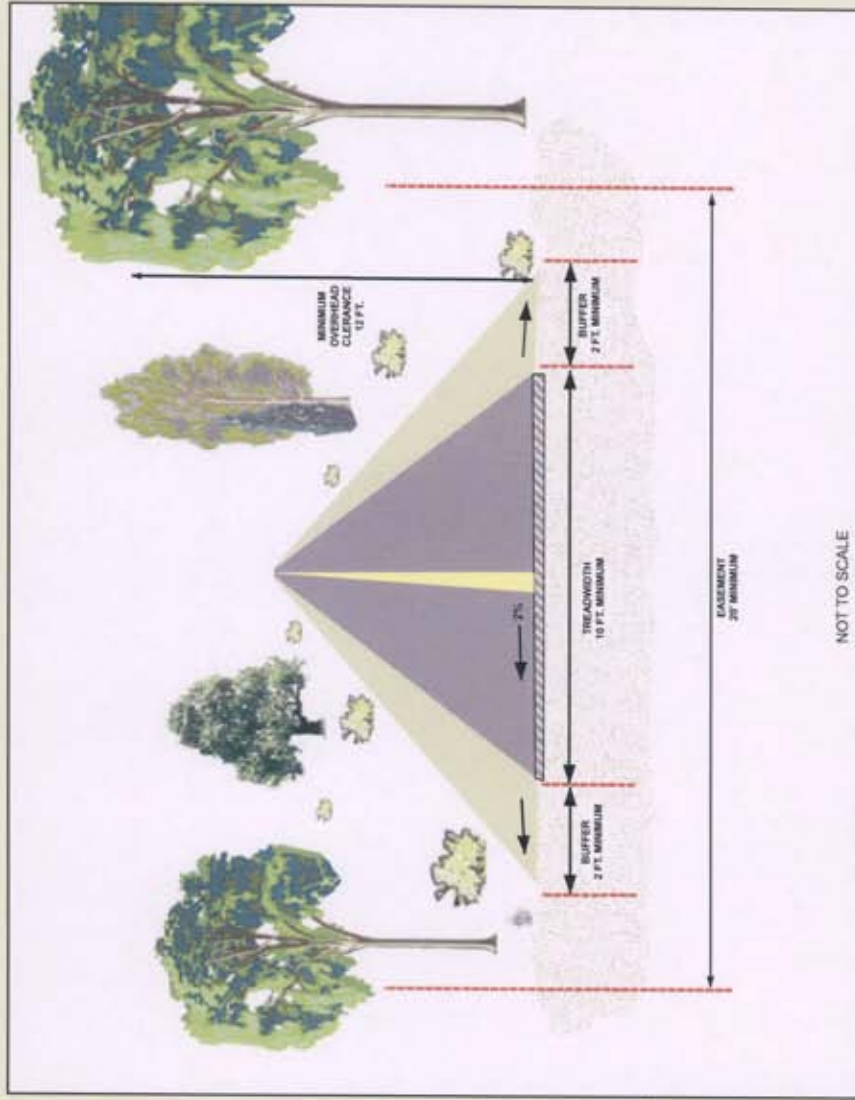 MINIMUM
OVERHEAD
CLERANCE
12 FT.
2%
BUFFER
2 FT. MINIMUM
TREADWIDTH
10 FT. MINIMUM
BUFFER
2 FT. MINIMUM
EASEMENT
20' MINIMUM
NOT TO SCALE